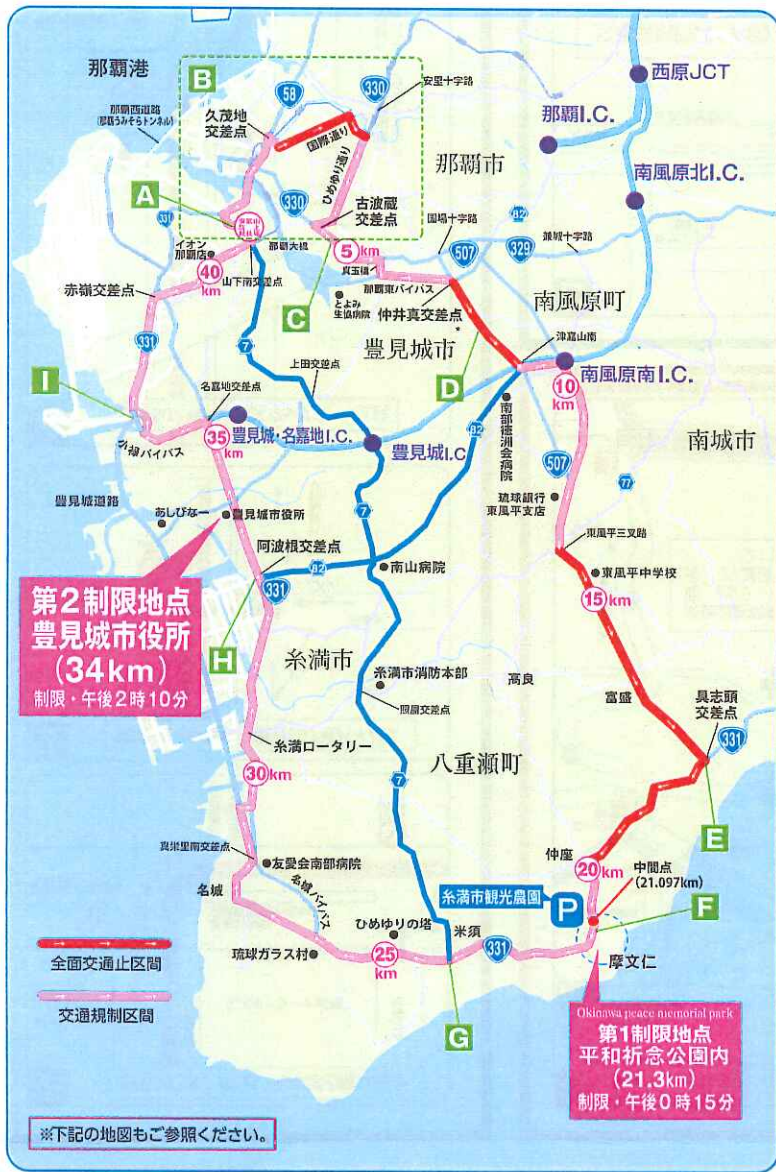 那覇港
B
久茂地
交差点
58
330
安里十字路
西原JCT
那覇I.C.
那覇西道路
(那覇うみそらトンネル)
国際通り
ひめゆり通り
那覇市
南風原北I.C.
A
331
330
古波蔵
交差点
82
国場十字路
兼城十字路
イオン
那覇店
那覇大橋
5
km
507
329
40
km
山下南交差点
真玉橋
那覇東バイパス
赤嶺交差点
C
とよみ
生協病院
仲井真交差点
南風原町
豊見城市
7
331
上田交差点
D
津嘉山南
南風原南I.C.
10
km
I
名嘉地交差点
82
南部徳洲会病院
南城市
35
km
豊見城・名嘉地I.C.
豊見城I.C
小禄バイパス
507
77
豊見城道路
あしびなー
豊見城市役所
7
琉球銀行
東風平支店
東風平三叉路
阿波根交差点
82
331
南山病院
東風平中学校
15
km
第2制限地点
豊見城市役所
(34km)
制限・午後2時10分
H
糸満市
糸満市消防本部
照屋交差点
高良
富盛
具志頭
交差点
331
糸満ロータリー
7
八重瀬町
30
km
E
真栄里南交差点
友愛会南部病院
仲座
20
km
中間点
(21.097km)
名城
名城バイパス
糸満市観光農園
P
F
ひめゆりの塔
米須
331
琉球ガラス村
25
km
摩文仁
全面交通止区間
交通規制区間
G
Okinawa peace memorial park
第1制限地点
平和祈念公園内
(21.3km)
制限・午後0時15分
※下記の地図もご参照ください。